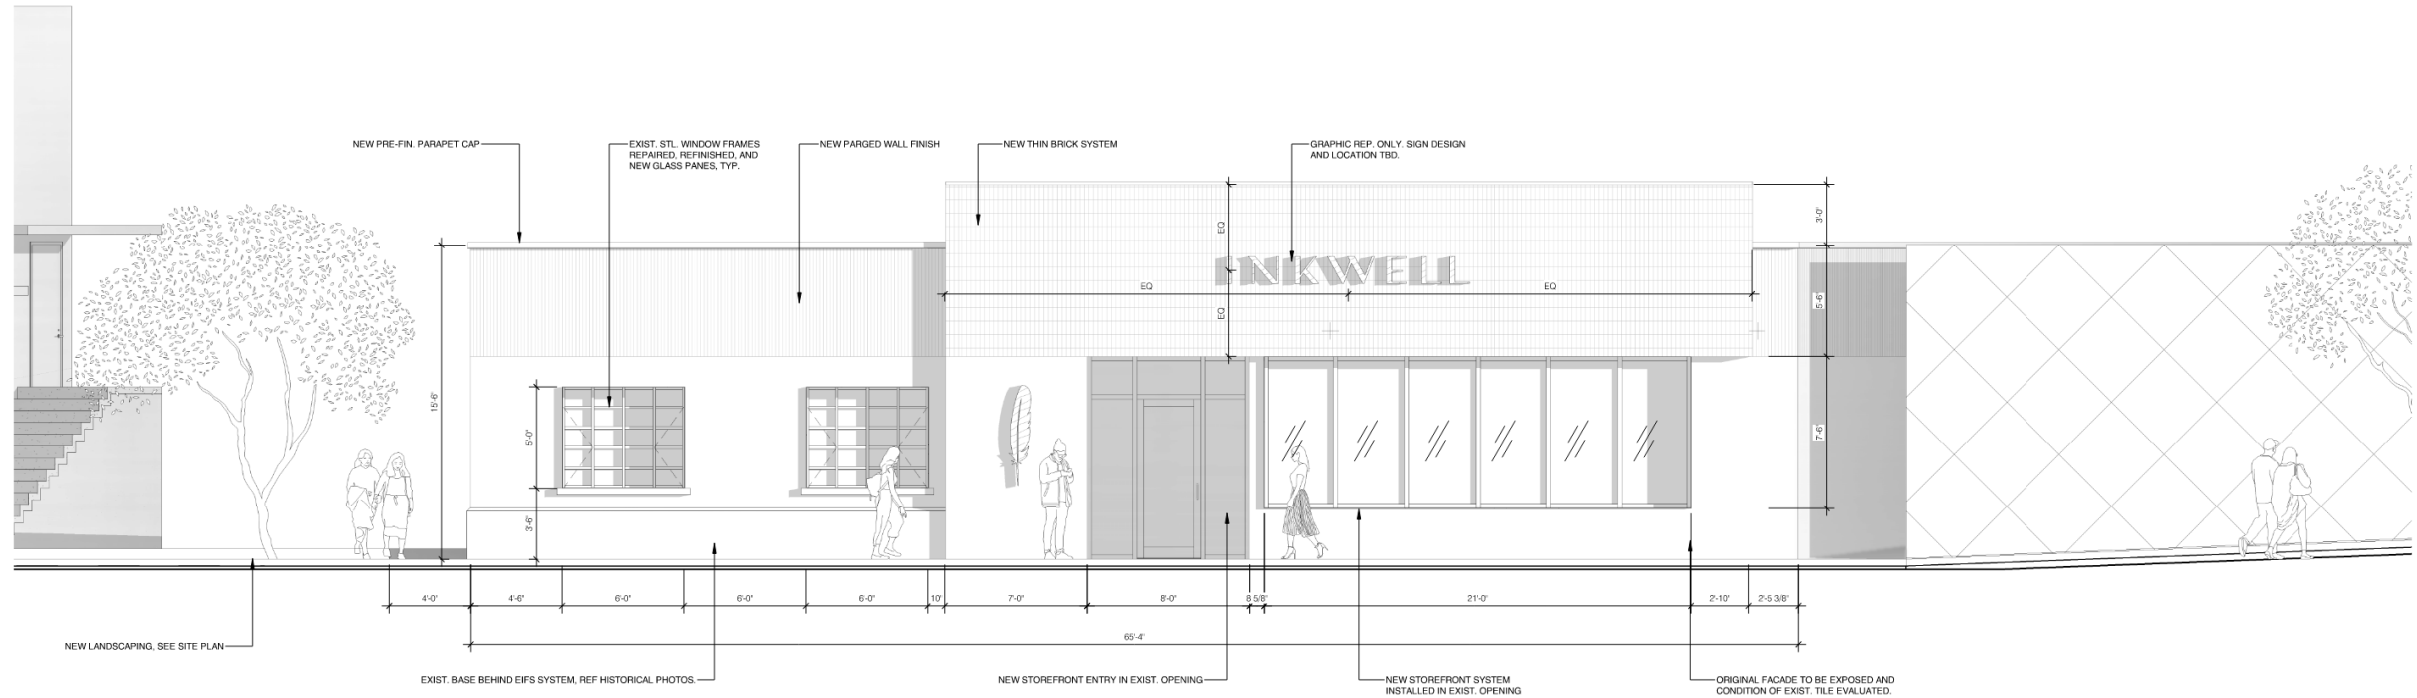 NEW PRE-FIN. PARAPET CAP
EXIST. STL. WINDOW FRAMES
REPAIRED, REFINISHED, AND
NEW GLASS PANES, TYP.
NEW PARGED WALL FINISH
NEW THIN BRICK SYSTEM
GRAPHIC REP. ONLY. SIGN DESIGN
AND LOCATION TBD.
3'-0"
EQ
INKWELL
EQ
EQ
EQ
5'-6"
15'-6"
5'-0"
7'-6"
3'-6"
4'-0"
4'-6"
6'-0"
6'-0"
6'-0"
10"
7'-0"
8'-0"
8 5/8"
21'-0"
2'-10"
2'-5 3/8"
65'-4"
NEW LANDSCAPING, SEE SITE PLAN
EXIST. BASE BEHIND EIFS SYSTEM, REF HISTORICAL PHOTOS.
NEW STOREFRONT ENTRY IN EXIST. OPENING
NEW STOREFRONT SYSTEM
INSTALLED IN EXIST. OPENING
ORIGINAL FACADE TO BE EXPOSED AND
CONDITION OF EXIST. TILE EVALUATED.